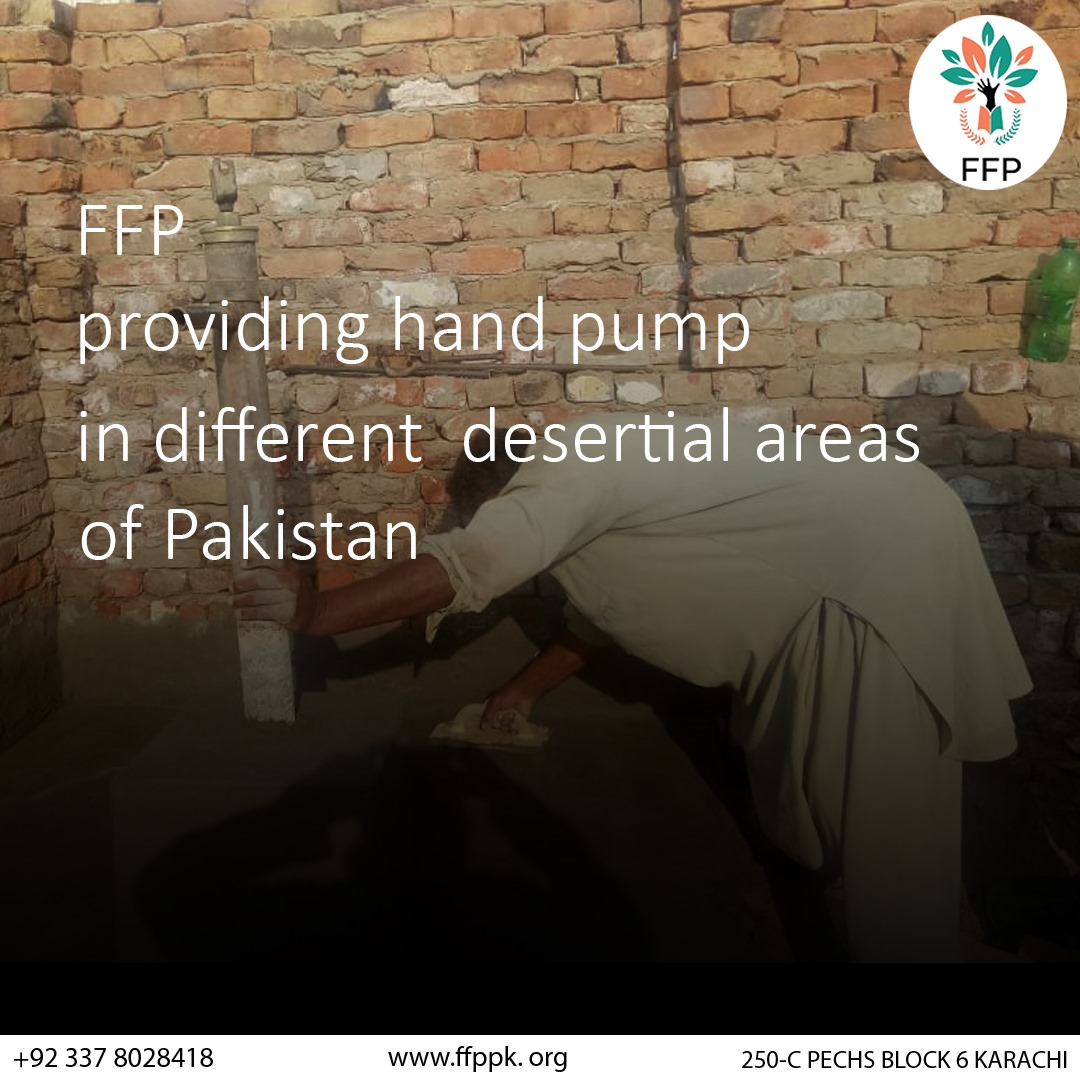 FFP
FFP
providing hand pump
in different  desertial areas
of Pakistan
+92 337 8028418
www.ffppk. org
250-C PECHS BLOCK 6 KARACHI